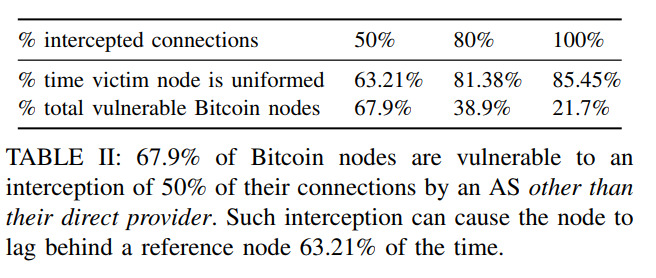 % intercepted connections 50% 80% 100%
% time victim node is uniformed 63.21% 81.38% 85.45%
% total vulnerable Bitcoin nodes 67.9% 38.9% 21.7%
TABLE II: 67.9% of Bitcoin nodes are vulnerable to an
interception of 50% of their connections by an AS other than
their direct provider. Such interception can cause the node to
lag behind a reference node 63.21% of the time.